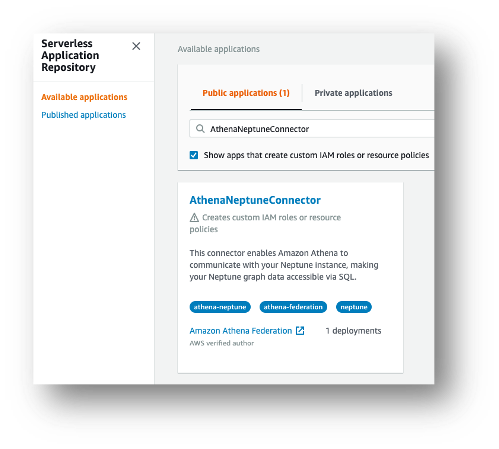 Serverless
Application
Repository
Available applications
Published applications
Available applications
Public applications (1)
Private applications
AthenaNeptuneConnector
Show apps that create custom IAM roles or resource policies
AthenaNeptuneConnector
Creates custom IAM roles or resource
policies
This connector enables Amazon Athena to
communicate with your Neptune instance, making
your Neptune graph data accessible via SQL.
athena-neptune
athena-federation
neptune
Amazon Athena Federation
1 deployments
AWS verified author